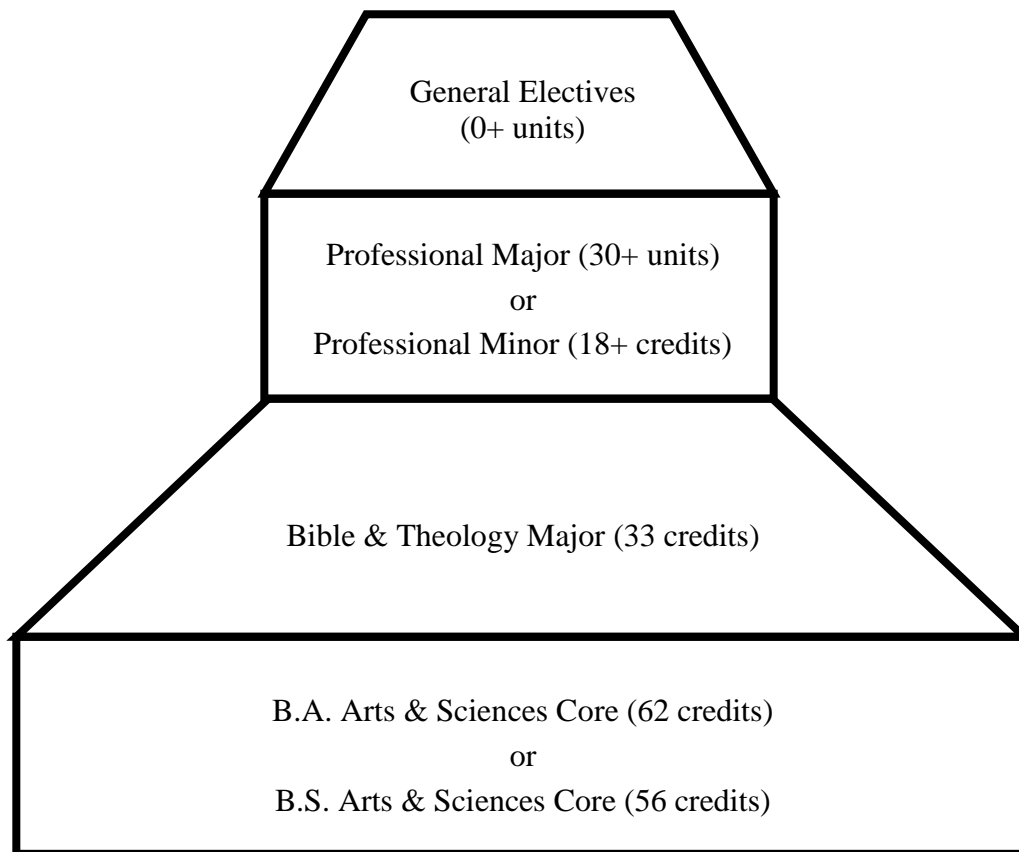 General Electives
(0+ units)
Professional Major (30+ units)
or
Professional Minor (18+ credits)
Bible & Theology Major (33 credits)
B.A. Arts & Sciences Core (62 credits)
or
B.S. Arts & Sciences Core (56 credits)